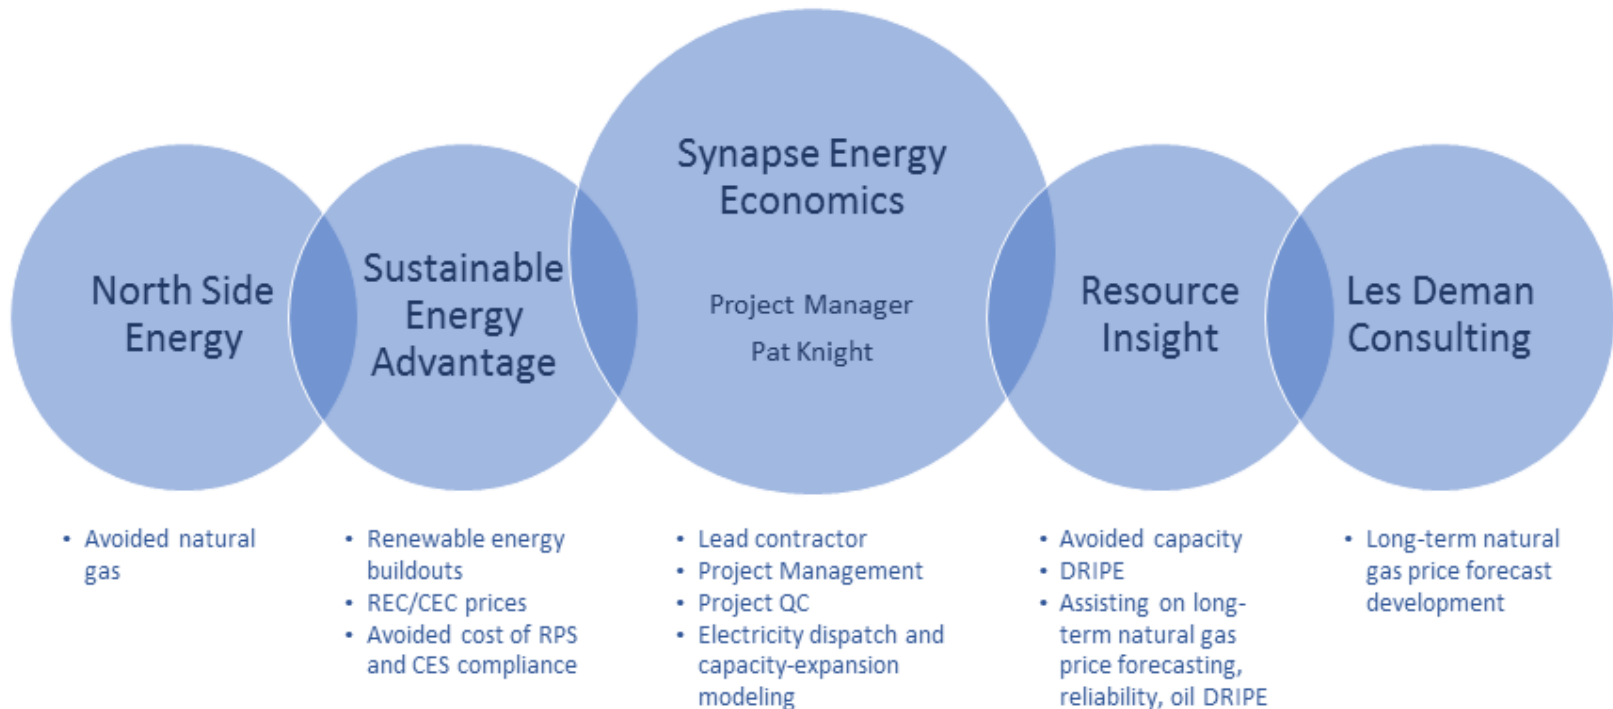 North Side
Energy
Sustainable
Energy
Advantage
Synapse Energy
Economics
Project Manager
Pat Knight
Resource
Insight
Les Deman
Consulting
• Avoided natural
gas
• Renewable energy
buildouts
• REC/CEC prices
• Avoided cost of RPS
and CES compliance
• Lead contractor
• Project Management
• Project QC
• Electricity dispatch and
capacity-expansion
modeling
• Avoided capacity
• DRIPE
• Assisting on long-
term natural gas
price forecasting,
reliability, oil DRIPE
• Long-term natural
gas price forecast
development